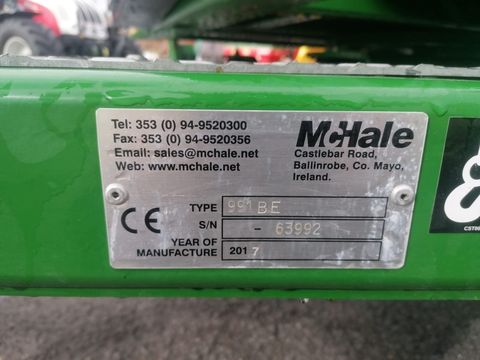 Tel: 353 (0) 94-9520300
Fax: 353 (0) 94-9520356
Email: sales@mchale.net
Web: www.mchale.net
McHale
Castlebar Road,
Ballinrobe, Co. Mayo,
Ireland.
CE
TYPE 991BE
S/N - 63992
YEAR OF
MANUFACTURE 2017